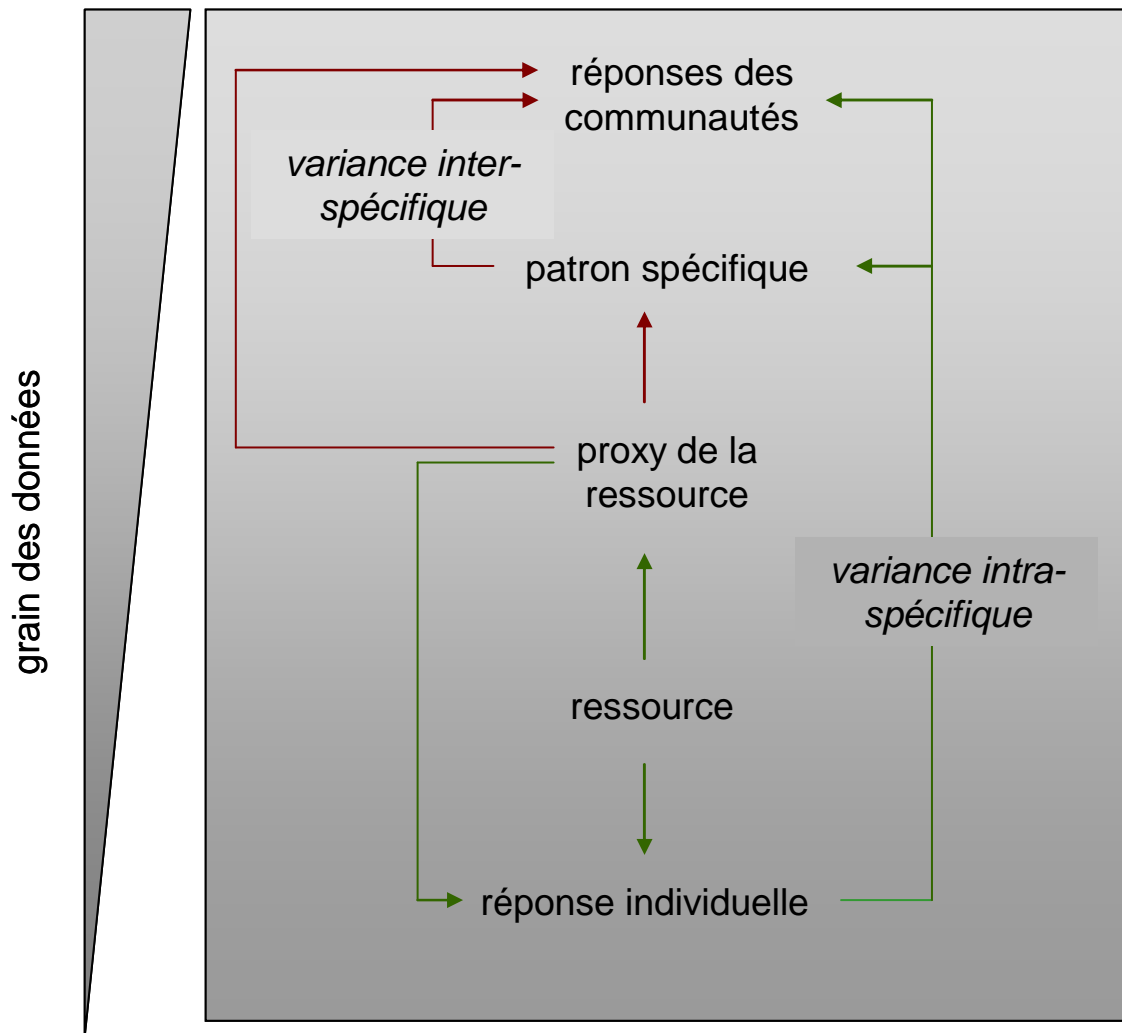 réponses des
communautés
variance inter-
spécifique
patron spécifique
grain des données
proxy de la
ressource
variance intra-
spécifique
ressource
réponse individuelle